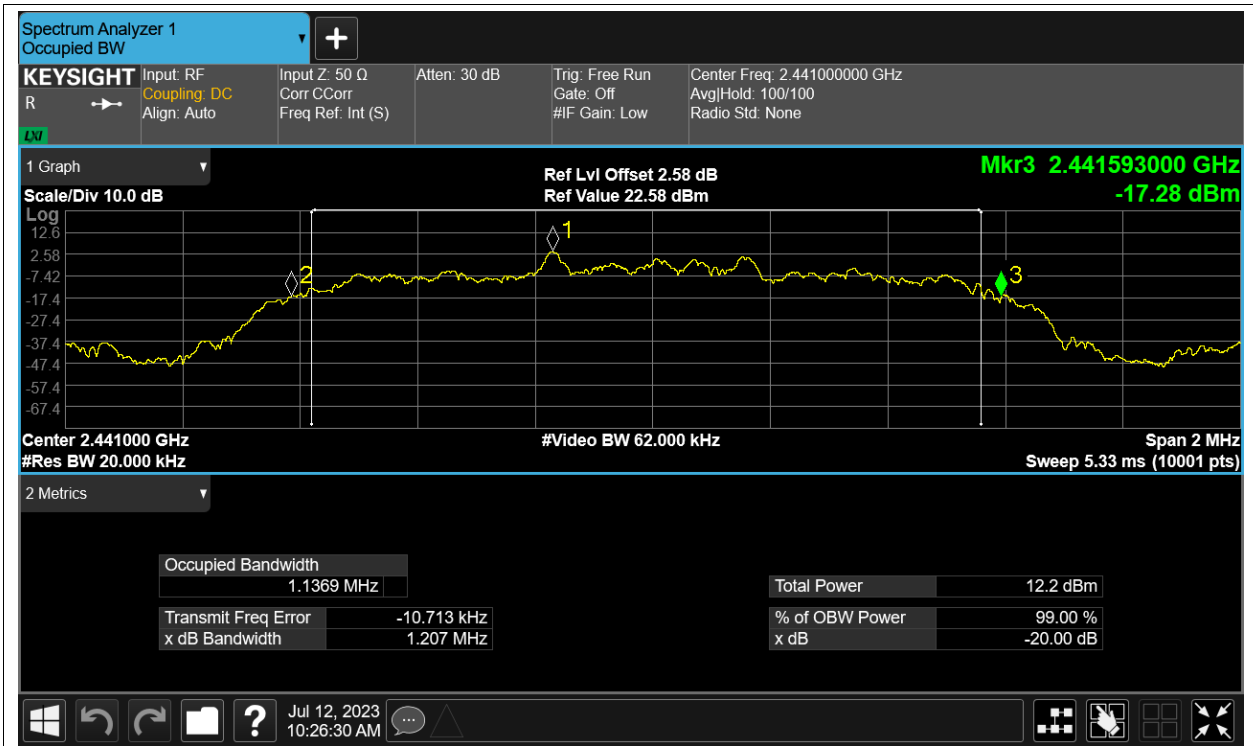 Spectrum Analyzer 1
Occupied BW
KEYSIGHT
R
LXI
Input: RF
Coupling: DC
Align: Auto
Input Z: 50 Ω
Corr CCorr
Freq Ref: Int (S)
Atten: 30 dB
Trig: Free Run
Gate: Off
#IF Gain: Low
Center Freq: 2.441000000 GHz
Avg|Hold: 100/100
Radio Std: None
1 Graph
Scale/Div 10.0 dB
Ref Lvl Offset 2.58 dB
Ref Value 22.58 dBm
Mkr3 2.441593000 GHz
-17.28 dBm
Log
12.6
2.58
-7.42
-17.4
-27.4
-37.4
-47.4
-57.4
-67.4
1
2
3
Center 2.441000 GHz
#Video BW 62.000 kHz
Span 2 MHz
#Res BW 20.000 kHz
Sweep 5.33 ms (10001 pts)
2 Metrics
Occupied Bandwidth
1.1369 MHz
Transmit Freq Error -10.713 kHz
x dB Bandwidth 1.207 MHz
Total Power 12.2 dBm
% of OBW Power 99.00 %
x dB -20.00 dB
?
Jul 12, 2023
10:26:30 AM